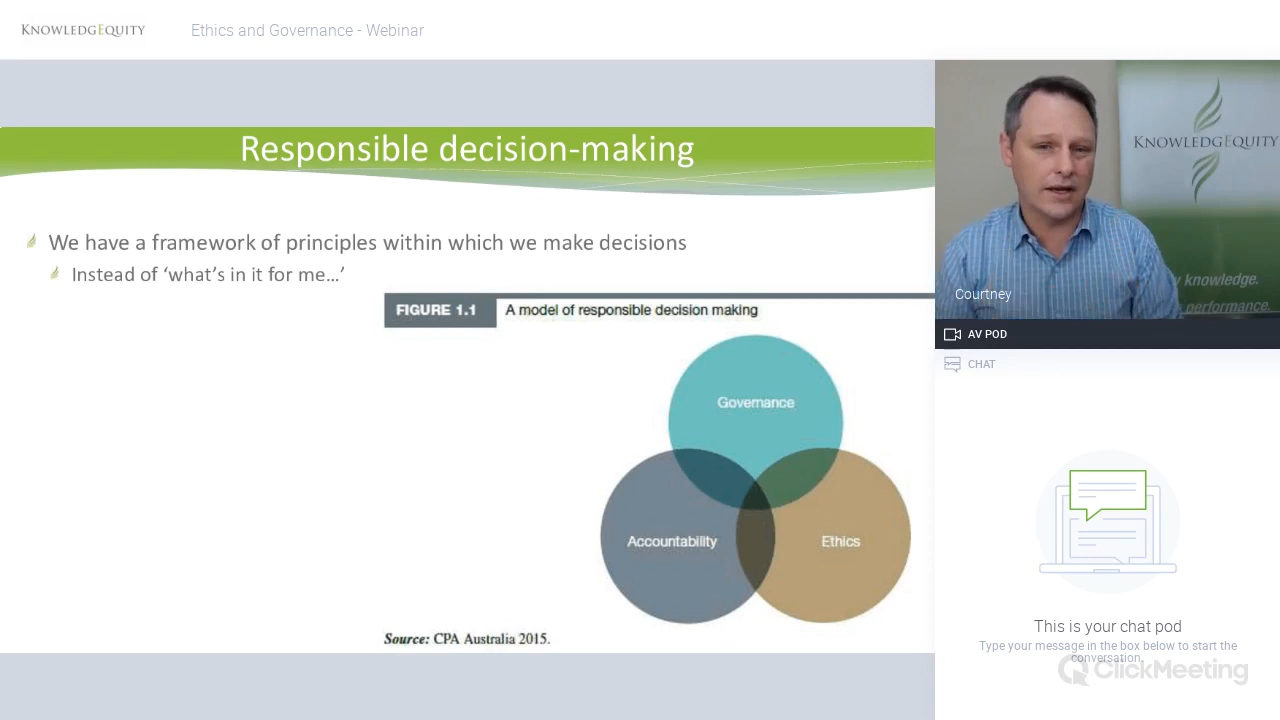 KNOWLEDGEQUITY
Ethics and Governance - Webinar
Responsible decision-making
We have a framework of principles within which we make decisions
Instead of ‘what’s in it for me…’
FIGURE 1.1 A model of responsible decision making
Governance
Accountability
Ethics
Source: CPA Australia 2015.
KNOWLEDGEQUITY
knowledge.
performance.
Courtney
AV POD
CHAT
This is your chat pod
Type your message in the box below to start the
conversation.
ClickMeeting